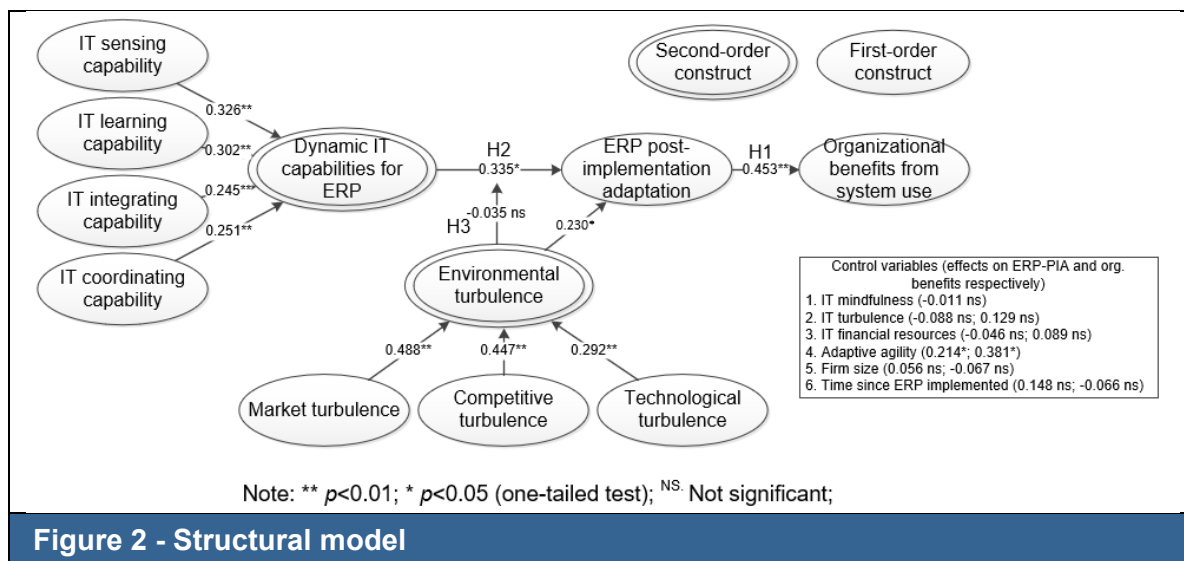 IT sensing
capability
IT learning
capability
IT integrating
capability
IT coordinating
capability
0.326**
0.302**
0.245***
0.251**
Dynamic IT
capabilities for
ERP
H2
0.335*
ERP post-
implementation
adaptation
H1
0.453**
Organizational
benefits from
system use
Second-order
construct
First-order
construct
H3
-0.035 ns
0.230*
Environmental
turbulence
0.488**
0.447**
0.292**
Market turbulence
Competitive
turbulence
Technological
turbulence
Control variables (effects on ERP-PIA and org.
benefits respectively)
1. IT mindfulness (-0.011 ns)
2. IT turbulence (-0.088 ns; 0.129 ns)
3. IT financial resources (-0.046 ns; 0.089 ns)
4. Adaptive agility (0.214*; 0.381*)
5. Firm size (0.056 ns; -0.067 ns)
6. Time since ERP implemented (0.148 ns; -0.066 ns)
Note: ** p<0.01; * p<0.05 (one-tailed test); NS. Not significant;
Figure 2 - Structural model